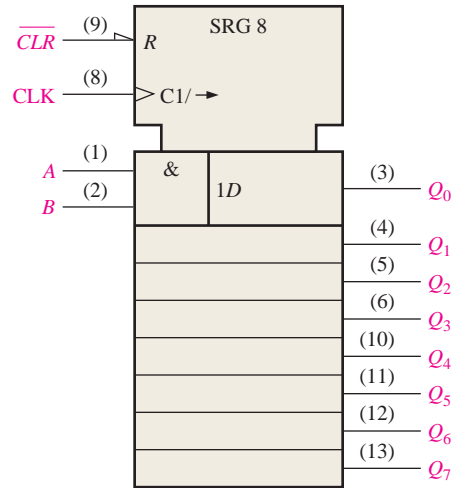 SRG 8
C̅L̅R̅ (9) R
CLK (8) C1/→
A (1) &
B (2) 1D
(3) Q₀
(4) Q₁
(5) Q₂
(6) Q₃
(10) Q₄
(11) Q₅
(12) Q₆
(13) Q₇